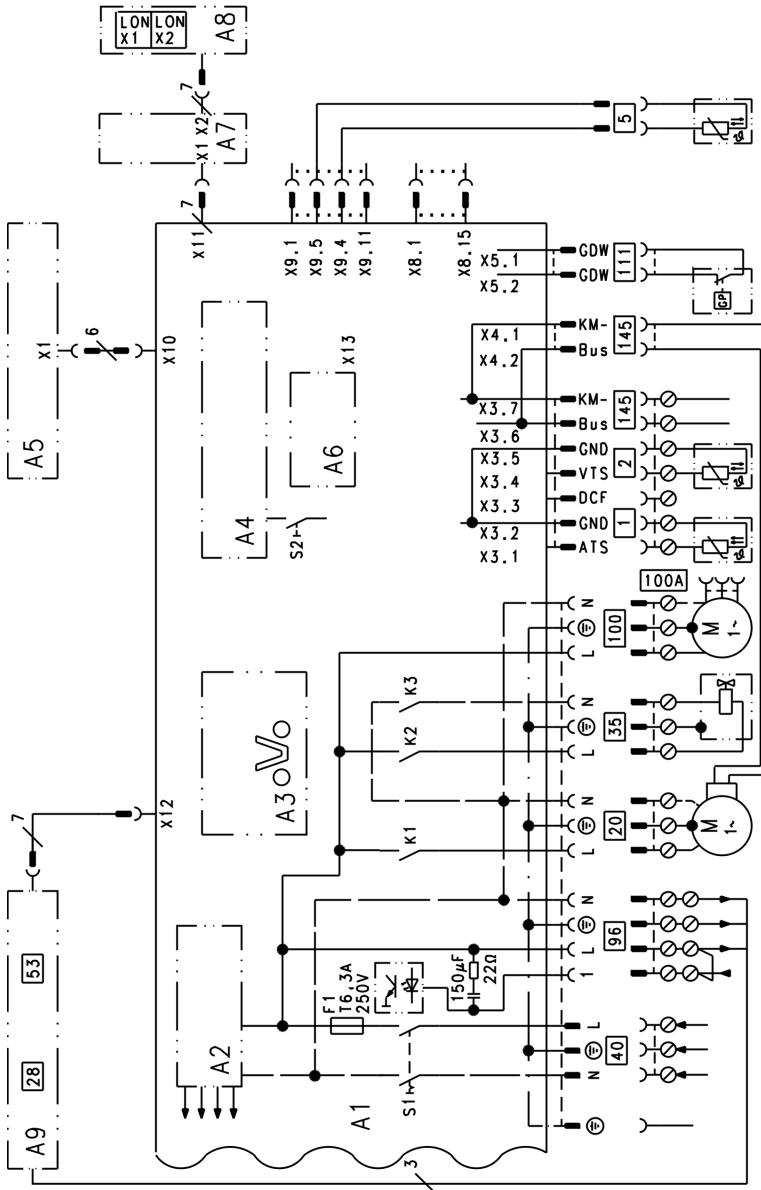 LON LON
X1 X2
A8
7
X1 X2
A7
7
X11
X1
A5
6
X10
X9.1
X9.5
X9.4
X9.11
X8.1
X8.15
5
ϑ
A4
S2
X13
A6
X5.1
X5.2
GDW
GDW
111
GP
X4.1
X4.2
KM-
Bus
145
X3.7
X3.6
X3.5
X3.4
X3.3
X3.2
X3.1
KM-
Bus
GND
VTS
DCF
GND
ATS
145
2
1
ϑ
ϑ
7
X12
A3
53
28
A9
A2
F1
T6,3A
250V
150µF
22Ω
A1
S1
K1
K2
K3
3
N
L
100
100A
M
1~
N
L
35
N
L
20
M
1~
N
L
1
96
L
N
40